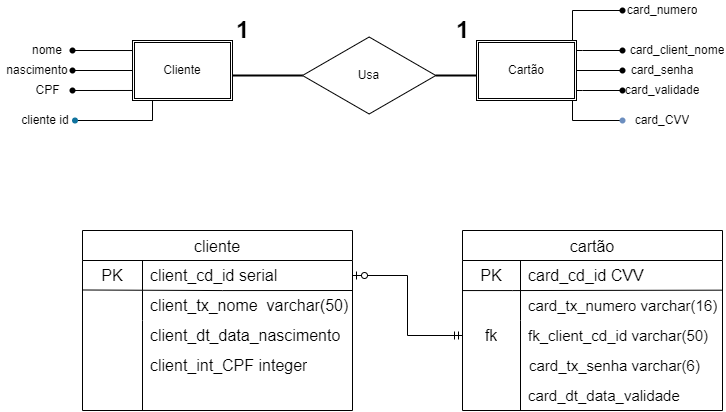 1
1
card_numero
nome
nascimento
CPF
cliente id
Cliente
Usa
Cartão
card_client_nome
card_senha
card_validade
card_CVV
cliente
PK client_cd_id serial
client_tx_nome varchar(50)
client_dt_data_nascimento
client_int_CPF integer
cartão
PK card_cd_id CVV
card_tx_numero varchar(16)
fk fk_client_cd_id varchar(50)
card_tx_senha varchar(6)
card_dt_data_validade